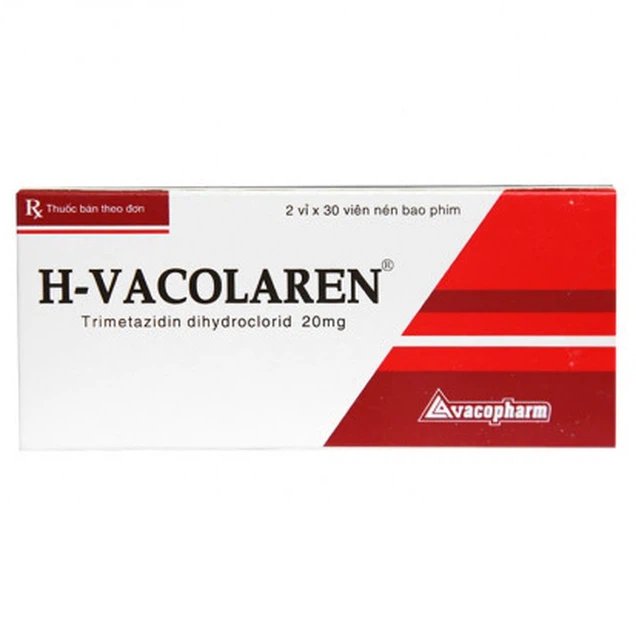 Rx Thuốc bán theo đơn
2 vỉ x 30 viên nén bao phim
H-VACOLAREN®
Trimetazidin dihydroclorid 20mg
vacopharm